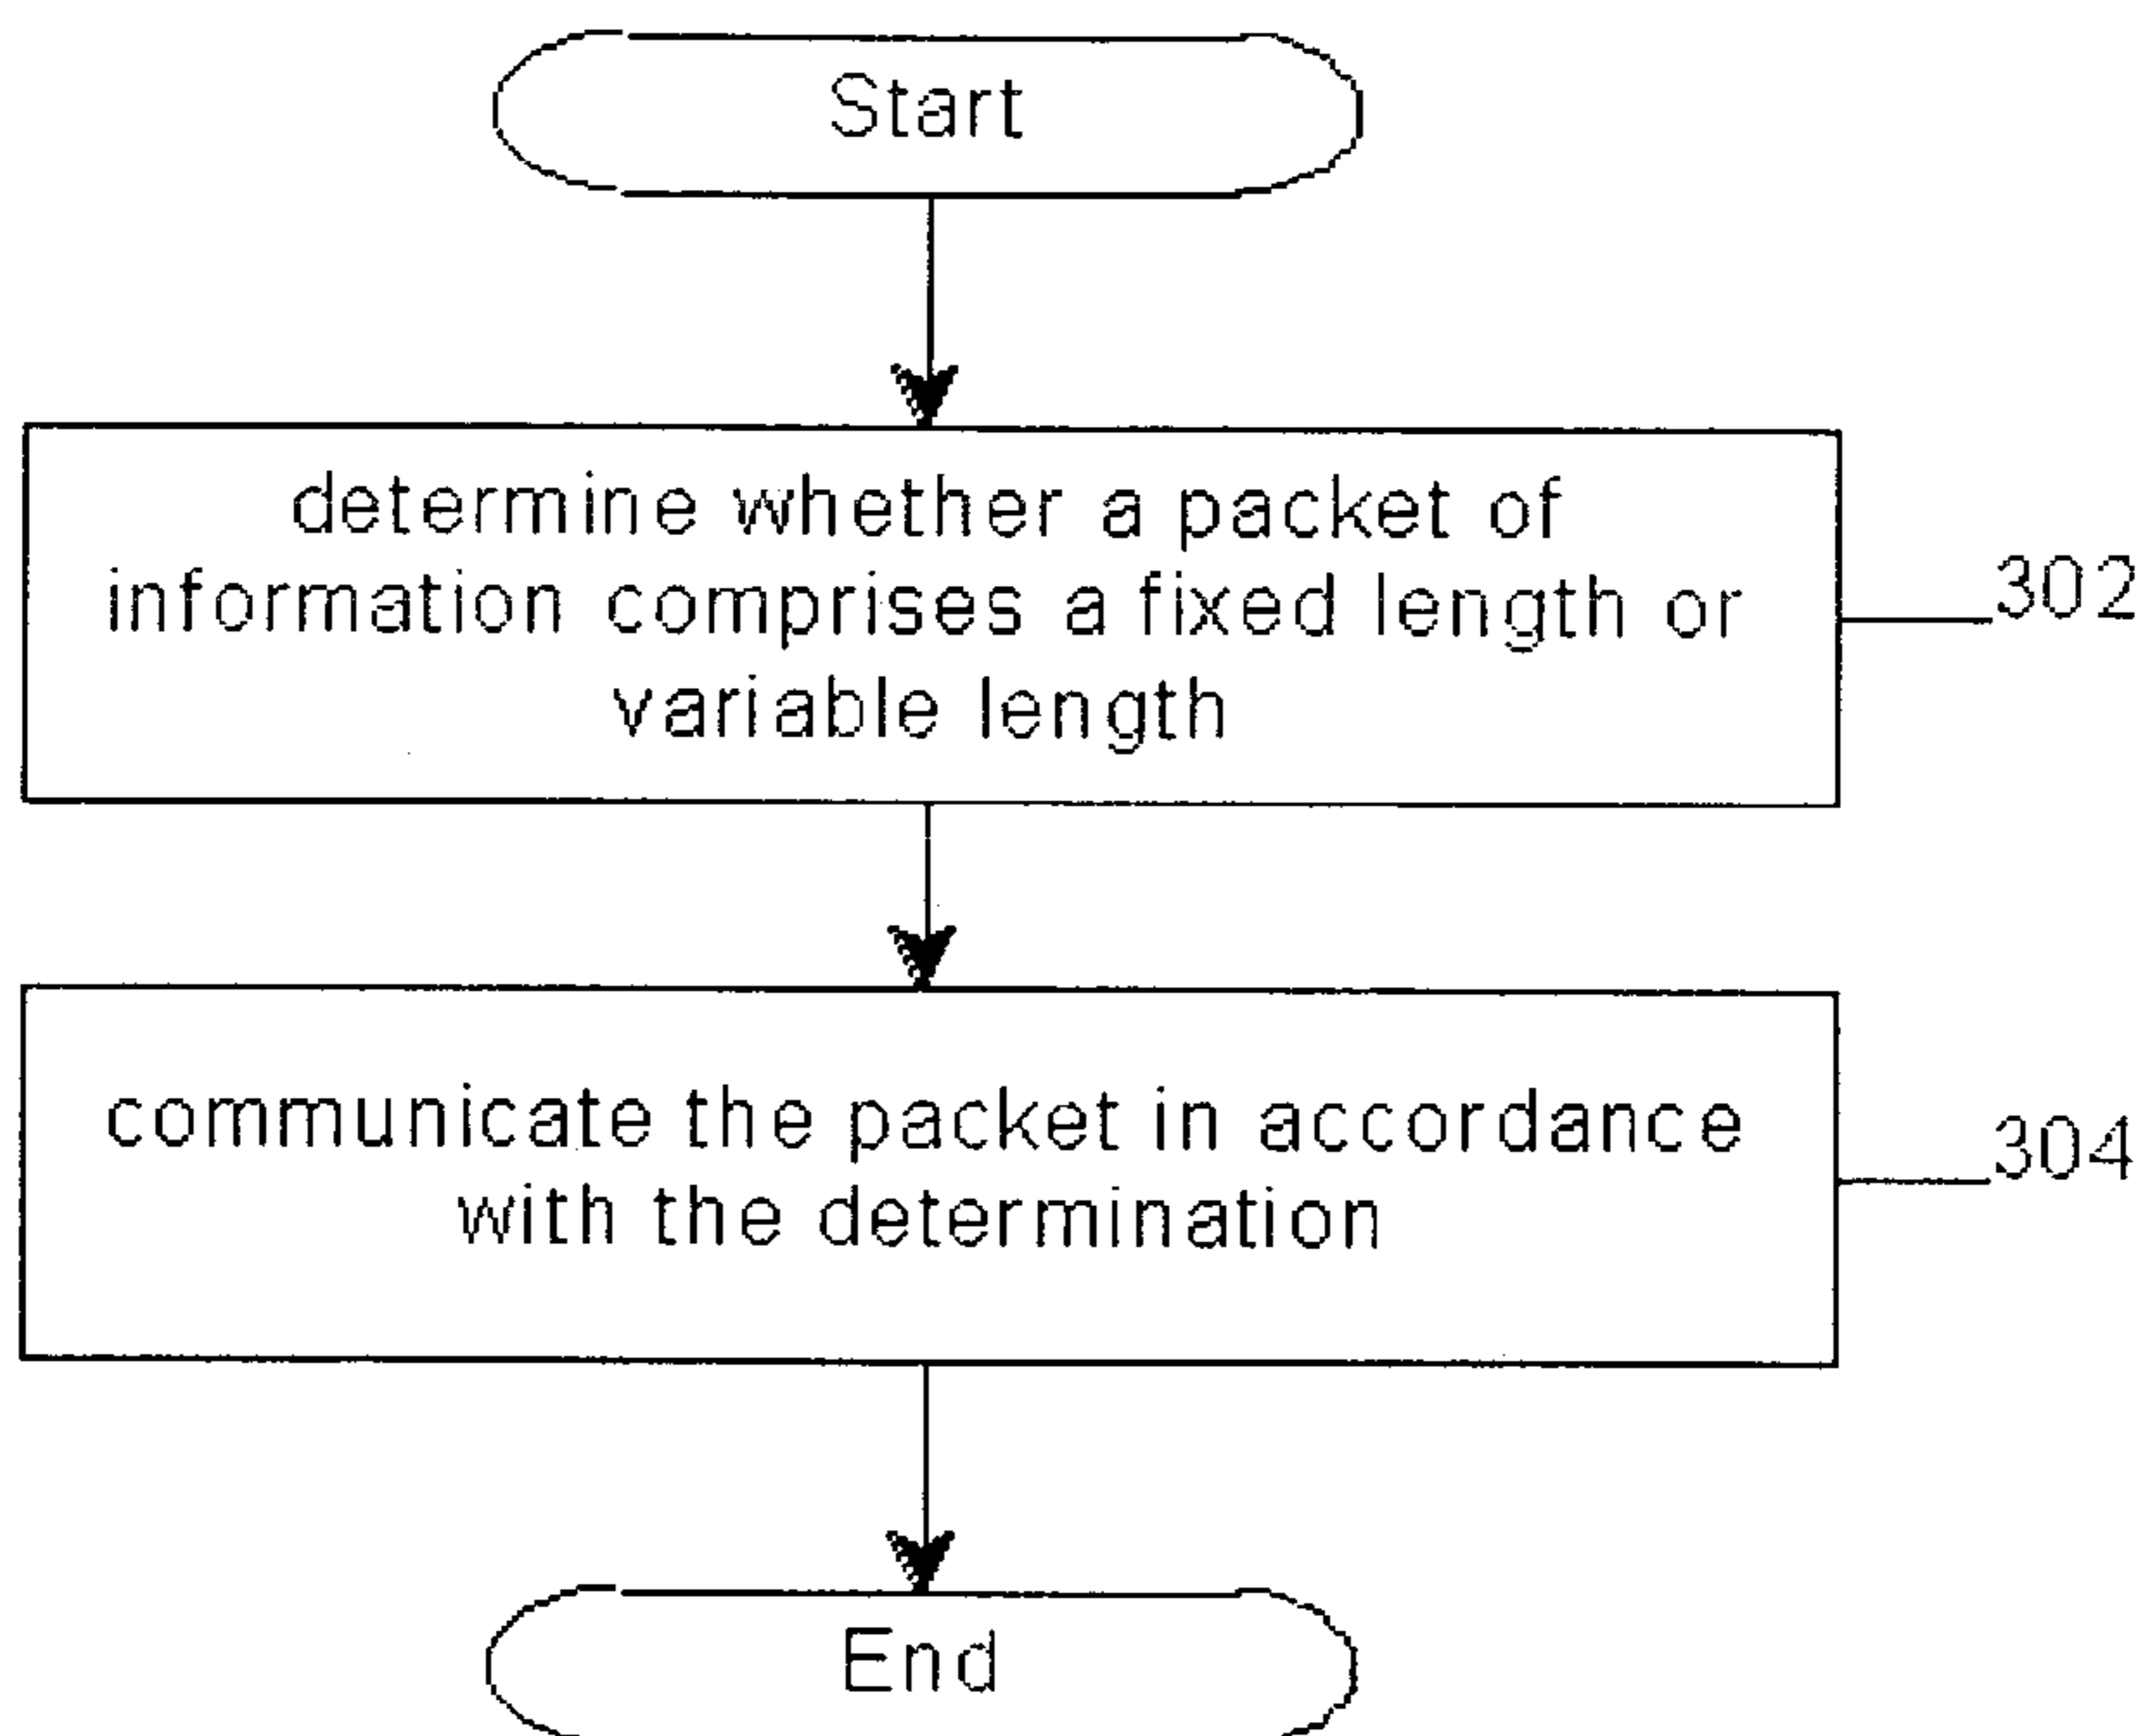 Start
determine whether a packet of
information comprises a fixed length or
variable length
302
communicate the packet in accordance
with the determination
304
End